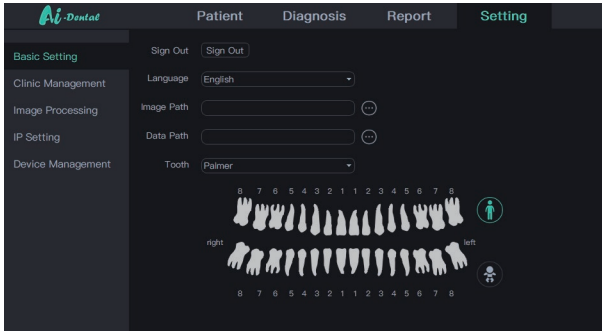 Ai-Dental Patient Diagnosis Report Setting
Basic Setting
Clinic Management
Image Processing
IP Setting
Device Management
Sign Out Sign Out
Language English
Image Path
Data Path
Tooth Palmer
8 7 6 5 4 3 2 1 1 2 3 4 5 6 7 8
right left
8 7 6 5 4 3 2 1 1 2 3 4 5 6 7 8